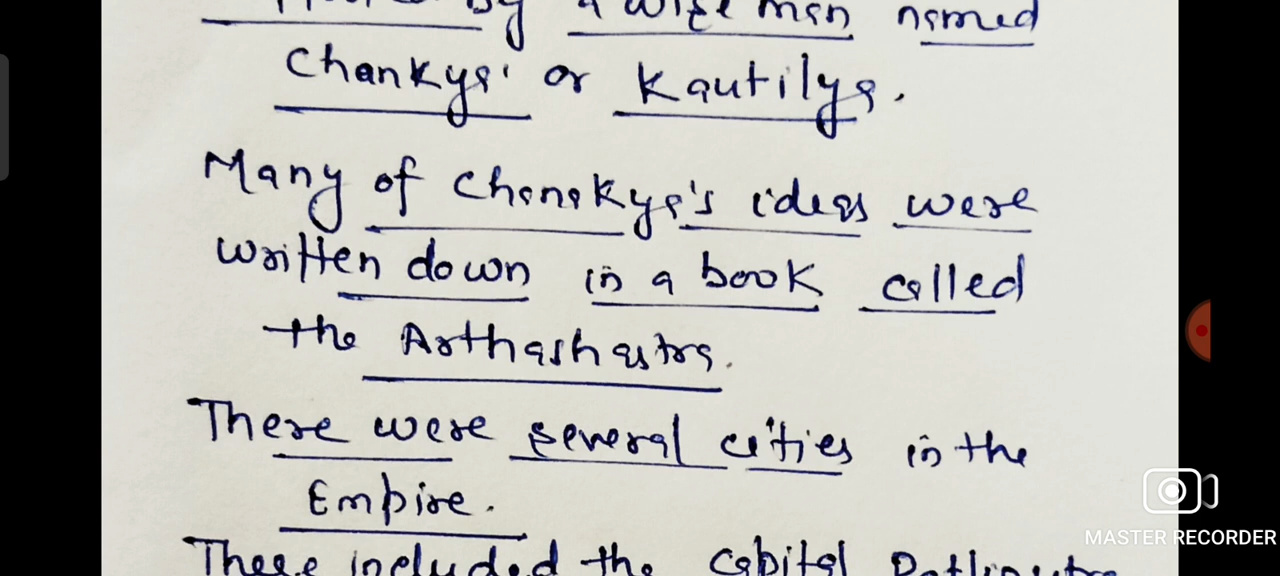 by a wise man named
Chankya' or Kautilya.
Many of Chanakya's ideas were
written down in a book called
the Arthashastra.
There were several cities in the
Empire.
These included the capital
MASTER RECORDER